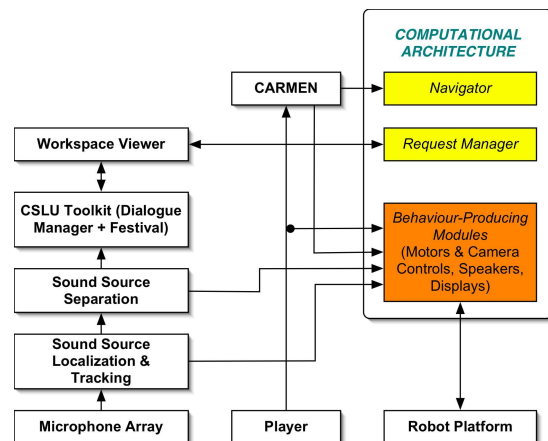 COMPUTATIONAL
ARCHITECTURE
CARMEN
Navigator
Workspace Viewer
Request Manager
CSLU Toolkit (Dialogue
Manager + Festival)
Behaviour-Producing
Modules
(Motors & Camera
Controls, Speakers,
Displays)
Sound Source
Separation
Sound Source
Localization &
Tracking
Microphone Array
Player
Robot Platform